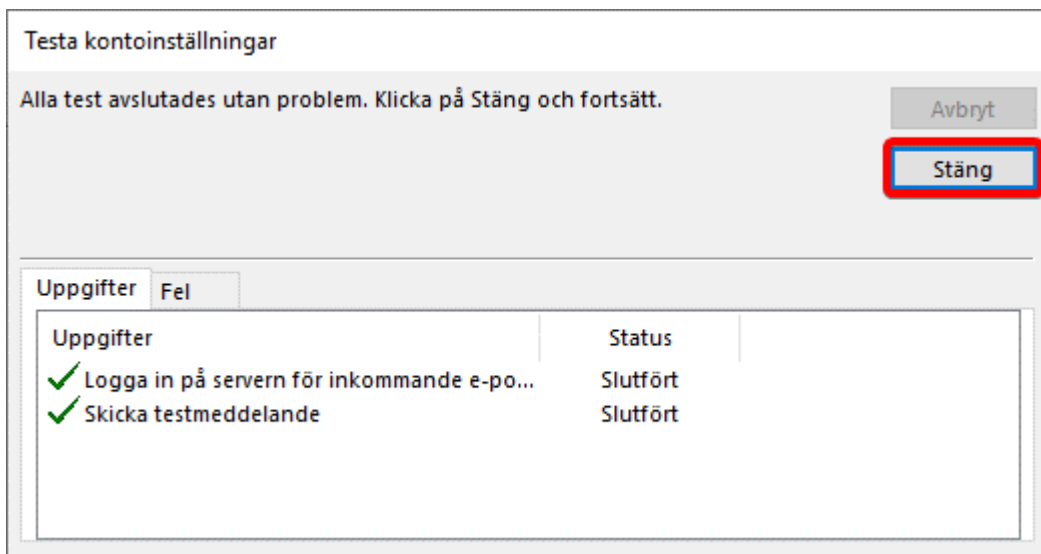 Testa kontoinställningar
Alla test avslutades utan problem. Klicka på Stäng och fortsätt.
Avbryt
Stäng
Uppgifter Fel
Uppgifter Status
Logga in på servern för inkommande e-po... Slutfört
Skicka testmeddelande Slutfört